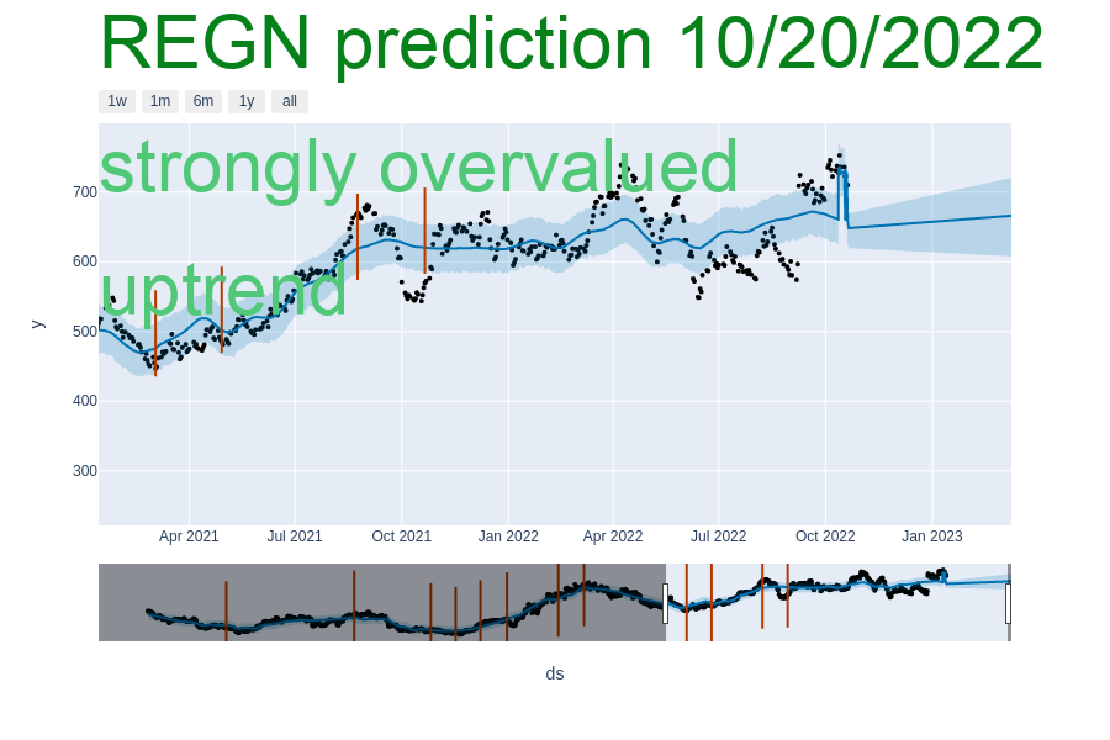 REGN prediction 10/20/2022
1w 1m 6m 1y all
strongly overvalued
uptrend
700
600
500
400
300
y
Apr 2021 Jul 2021 Oct 2021 Jan 2022 Apr 2022 Jul 2022 Oct 2022 Jan 2023
ds